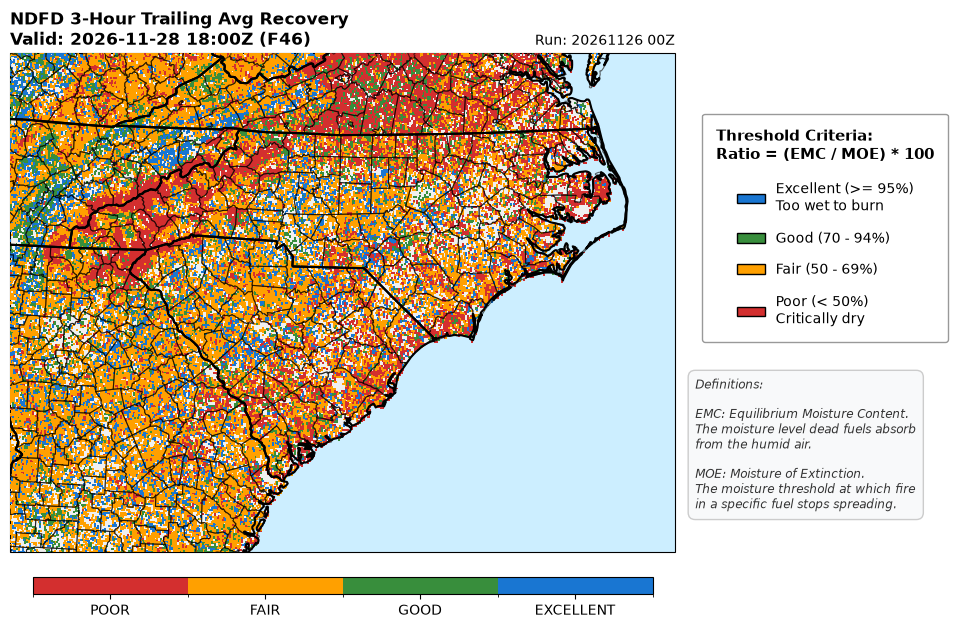 NDFD 3-Hour Trailing Avg Recovery
Valid: 2026-11-28 18:00Z (F46)
Run: 20261126 00Z
Threshold Criteria:
Ratio = (EMC / MOE) * 100
Excellent (>= 95%)
Too wet to burn
Good (70 - 94%)
Fair (50 - 69%)
Poor (< 50%)
Critically dry
Definitions:
EMC: Equilibrium Moisture Content.
The moisture level dead fuels absorb
from the humid air.
MOE: Moisture of Extinction.
The moisture threshold at which fire
in a specific fuel stops spreading.
POOR
FAIR
GOOD
EXCELLENT